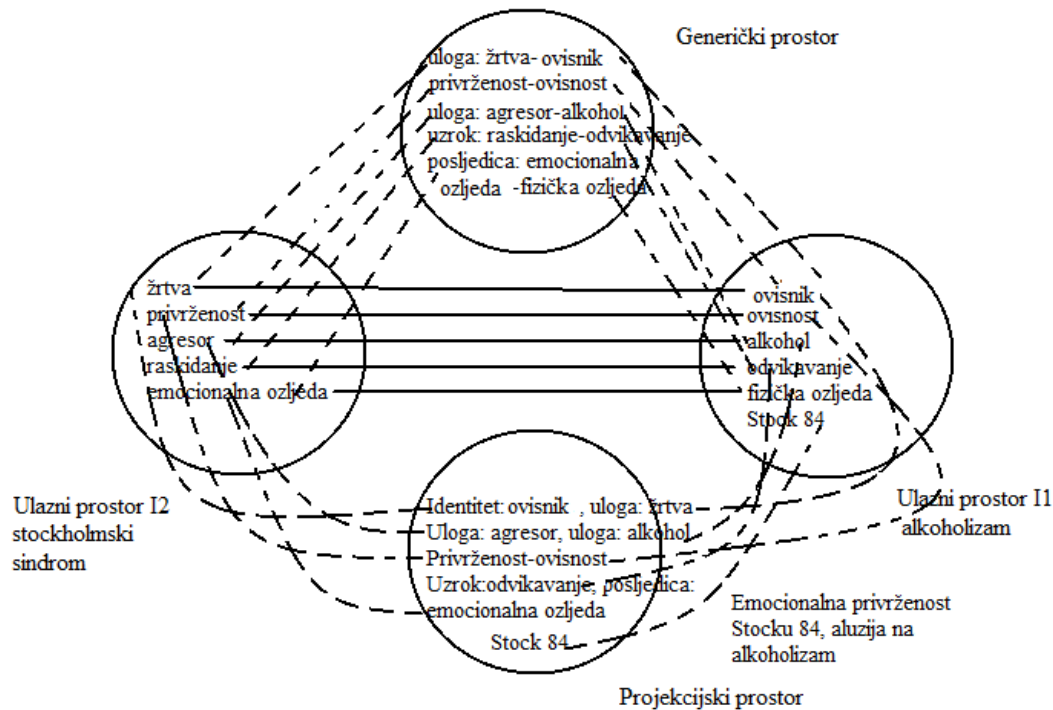 Generički prostor
uloga: žrtva- ovisnik
privrženost-ovisnost
uloga: agresor-alkohol
uzrok: raskidanje-odvikavanje
posljedica: emocionalna
ozljeda -fizička ozljeda
žrtva
privrženost
agresor
raskidanje
emocionalna ozljeda
ovisnik
ovisnost
alkohol
odvikavanje
fizička ozljeda
Stock 84
Ulazni prostor I2
stockholmski
sindrom
Ulazni prostor I1
alkoholizam
Identitet: ovisnik , uloga: žrtva
Uloga: agresor, uloga: alkohol
Privrženost-ovisnost
Uzrok:odvikavanje, posljedica:
emocionalna ozljeda
Stock 84
Emocionalna privrženost
Stocku 84, aluzija na
alkoholizam
Projekcijski prostor